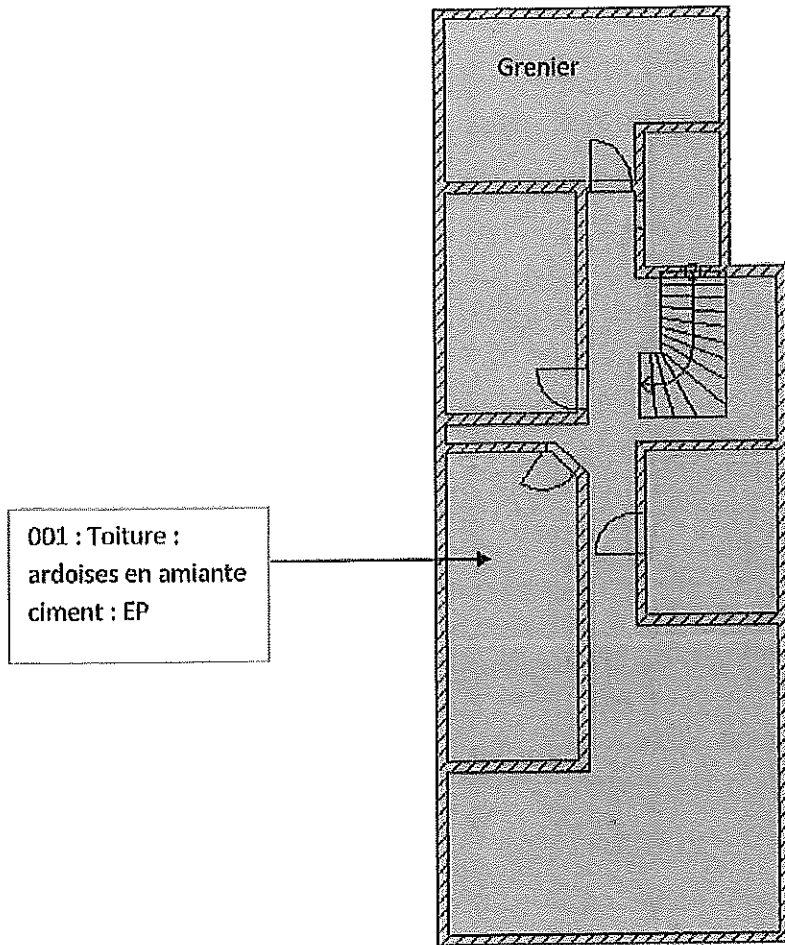 Grenier
001 : Toiture :
ardoises en amiante
ciment : EP